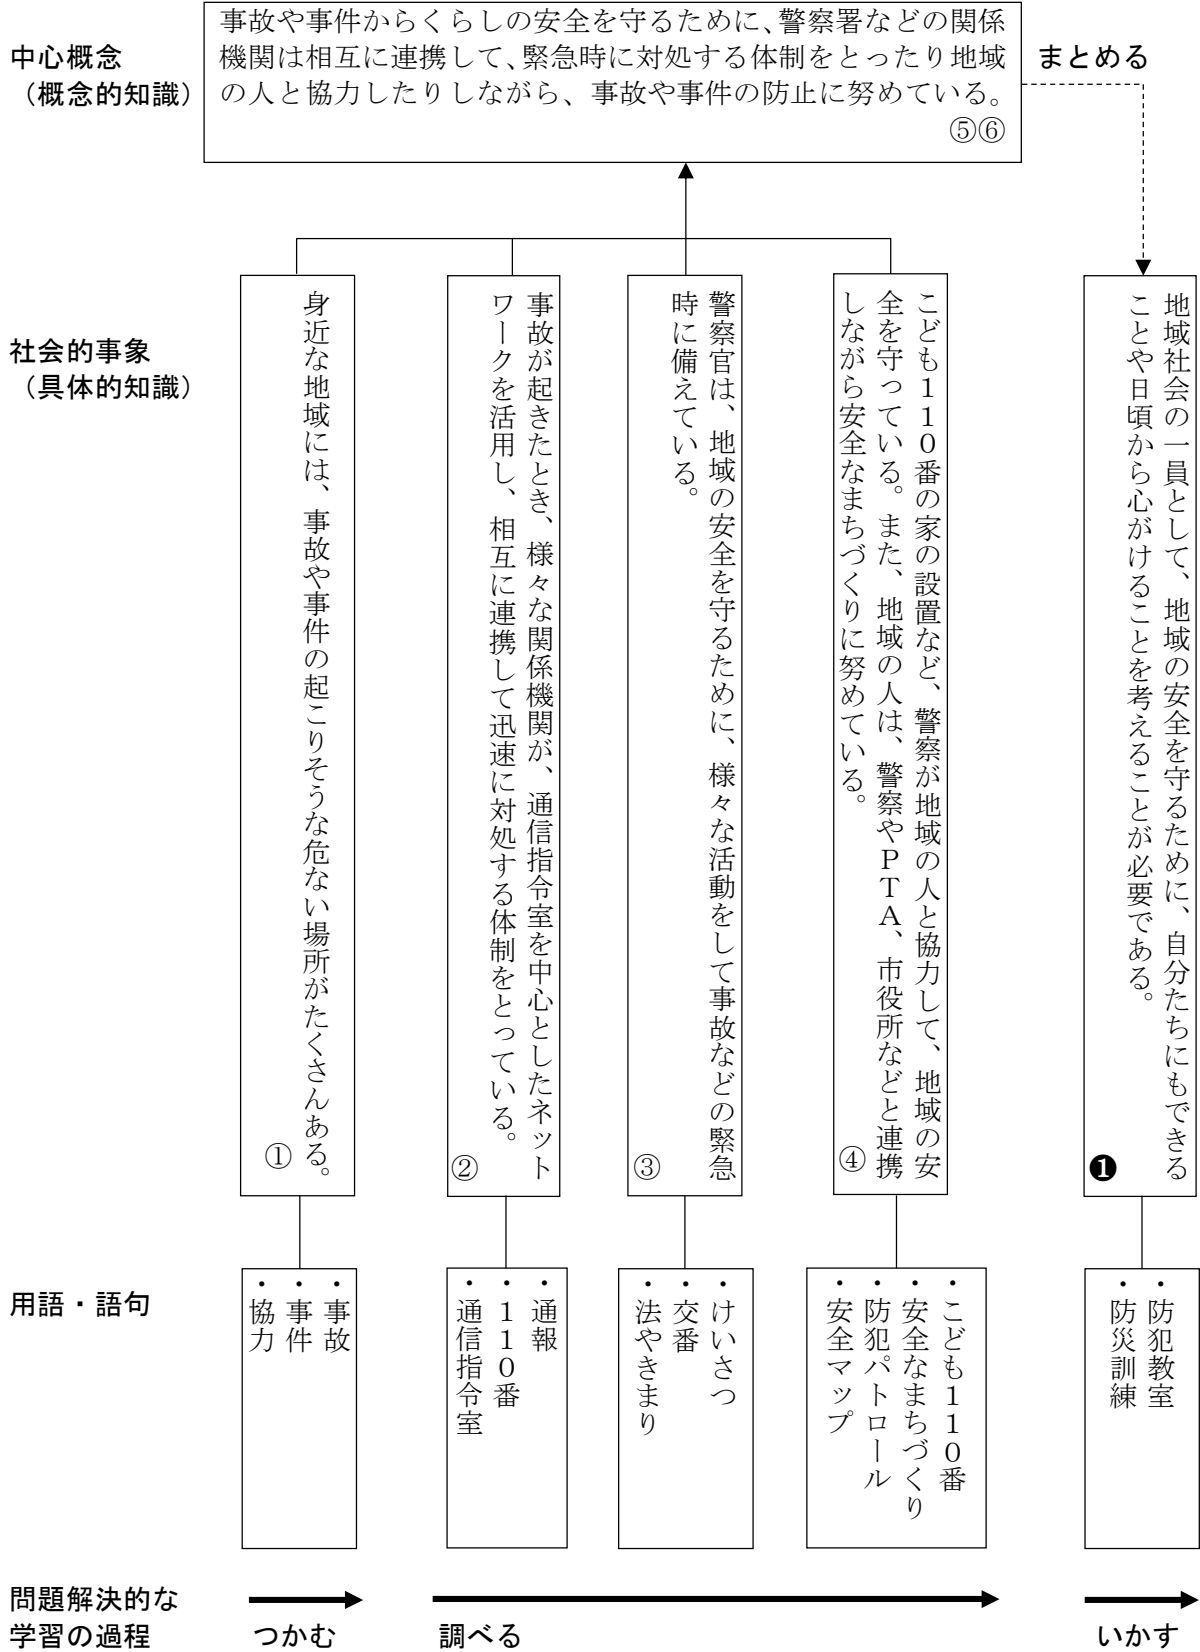 中心概念
（概念的知識）
事故や事件からくらしの安全を守るために、警察署などの関係
機関は相互に連携して、緊急時に対処する体制をとったり地域
の人と協力したりしながら、事故や事件の防止に努めている。
⑤⑥
まとめる
社会的事象
（具体的知識）
身近な地域には、事故や事件の起こりそうな危ない場所がたくさんある。
①
事故が起きたとき、様々な関係機関が、通信指令室を中心としたネット
ワークを活用し、相互に連携して迅速に対処する体制をとっている。
②
警察官は、地域の安全を守るために、様々な活動をして事故などの緊急
時に備えている。
③
こども１１０番の家の設置など、警察が地域の人と協力して、地域の安
全を守っている。また、地域の人は、警察やＰＴＡ、市役所などと連携
しながら安全なまちづくりに努めている。
④
地域社会の一員として、地域の安全を守るために、自分たちにもできる
ことや日頃から心がけることを考えることが必要である。
❶
用語・語句
・事故
・事件
・協力
・通報
・１１０番
・通信指令室
・けいさつ
・交番
・法やきまり
・こども１１０番
・安全なまちづくり
・防犯パトロール
・安全マップ
・防犯教室
・防災訓練
問題解決的な
学習の過程
つかむ
調べる
いかす